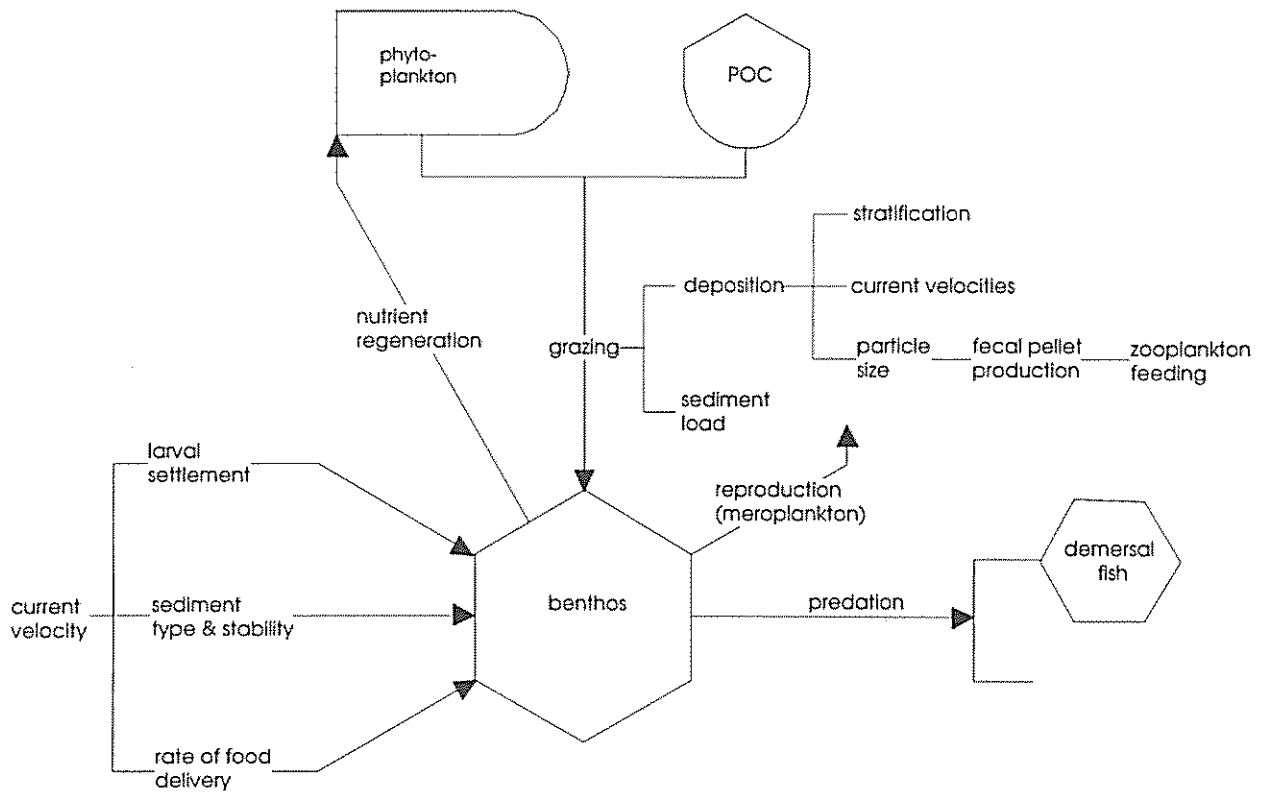 phyto-
plankton
POC
stratification
deposition
current velocities
nutrient
regeneration
grazing
particle
size
fecal pellet
production
zooplankton
feeding
sediment
load
larval
settlement
reproduction
(meroplankton)
demersal
fish
current
velocity
sediment
type & stability
benthos
predation
rate of food
delivery